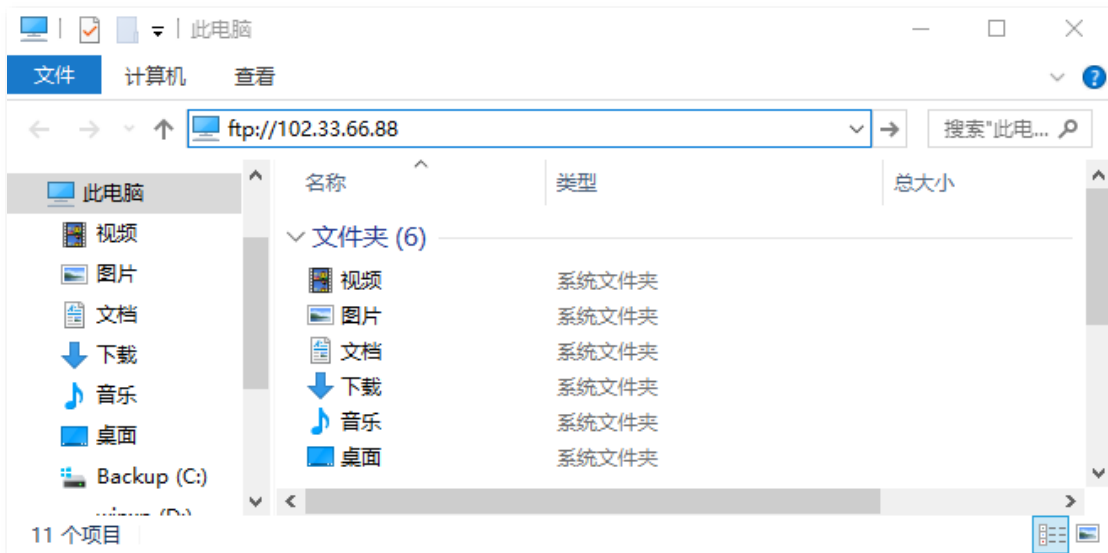 此电脑
文件 计算机 查看
ftp://102.33.66.88 搜索"此电...
此电脑
视频
图片
文档
下载
音乐
桌面
Backup (C:)
名称 类型 总大小
文件夹 (6)
视频 系统文件夹
图片 系统文件夹
文档 系统文件夹
下载 系统文件夹
音乐 系统文件夹
桌面 系统文件夹
11 个项目